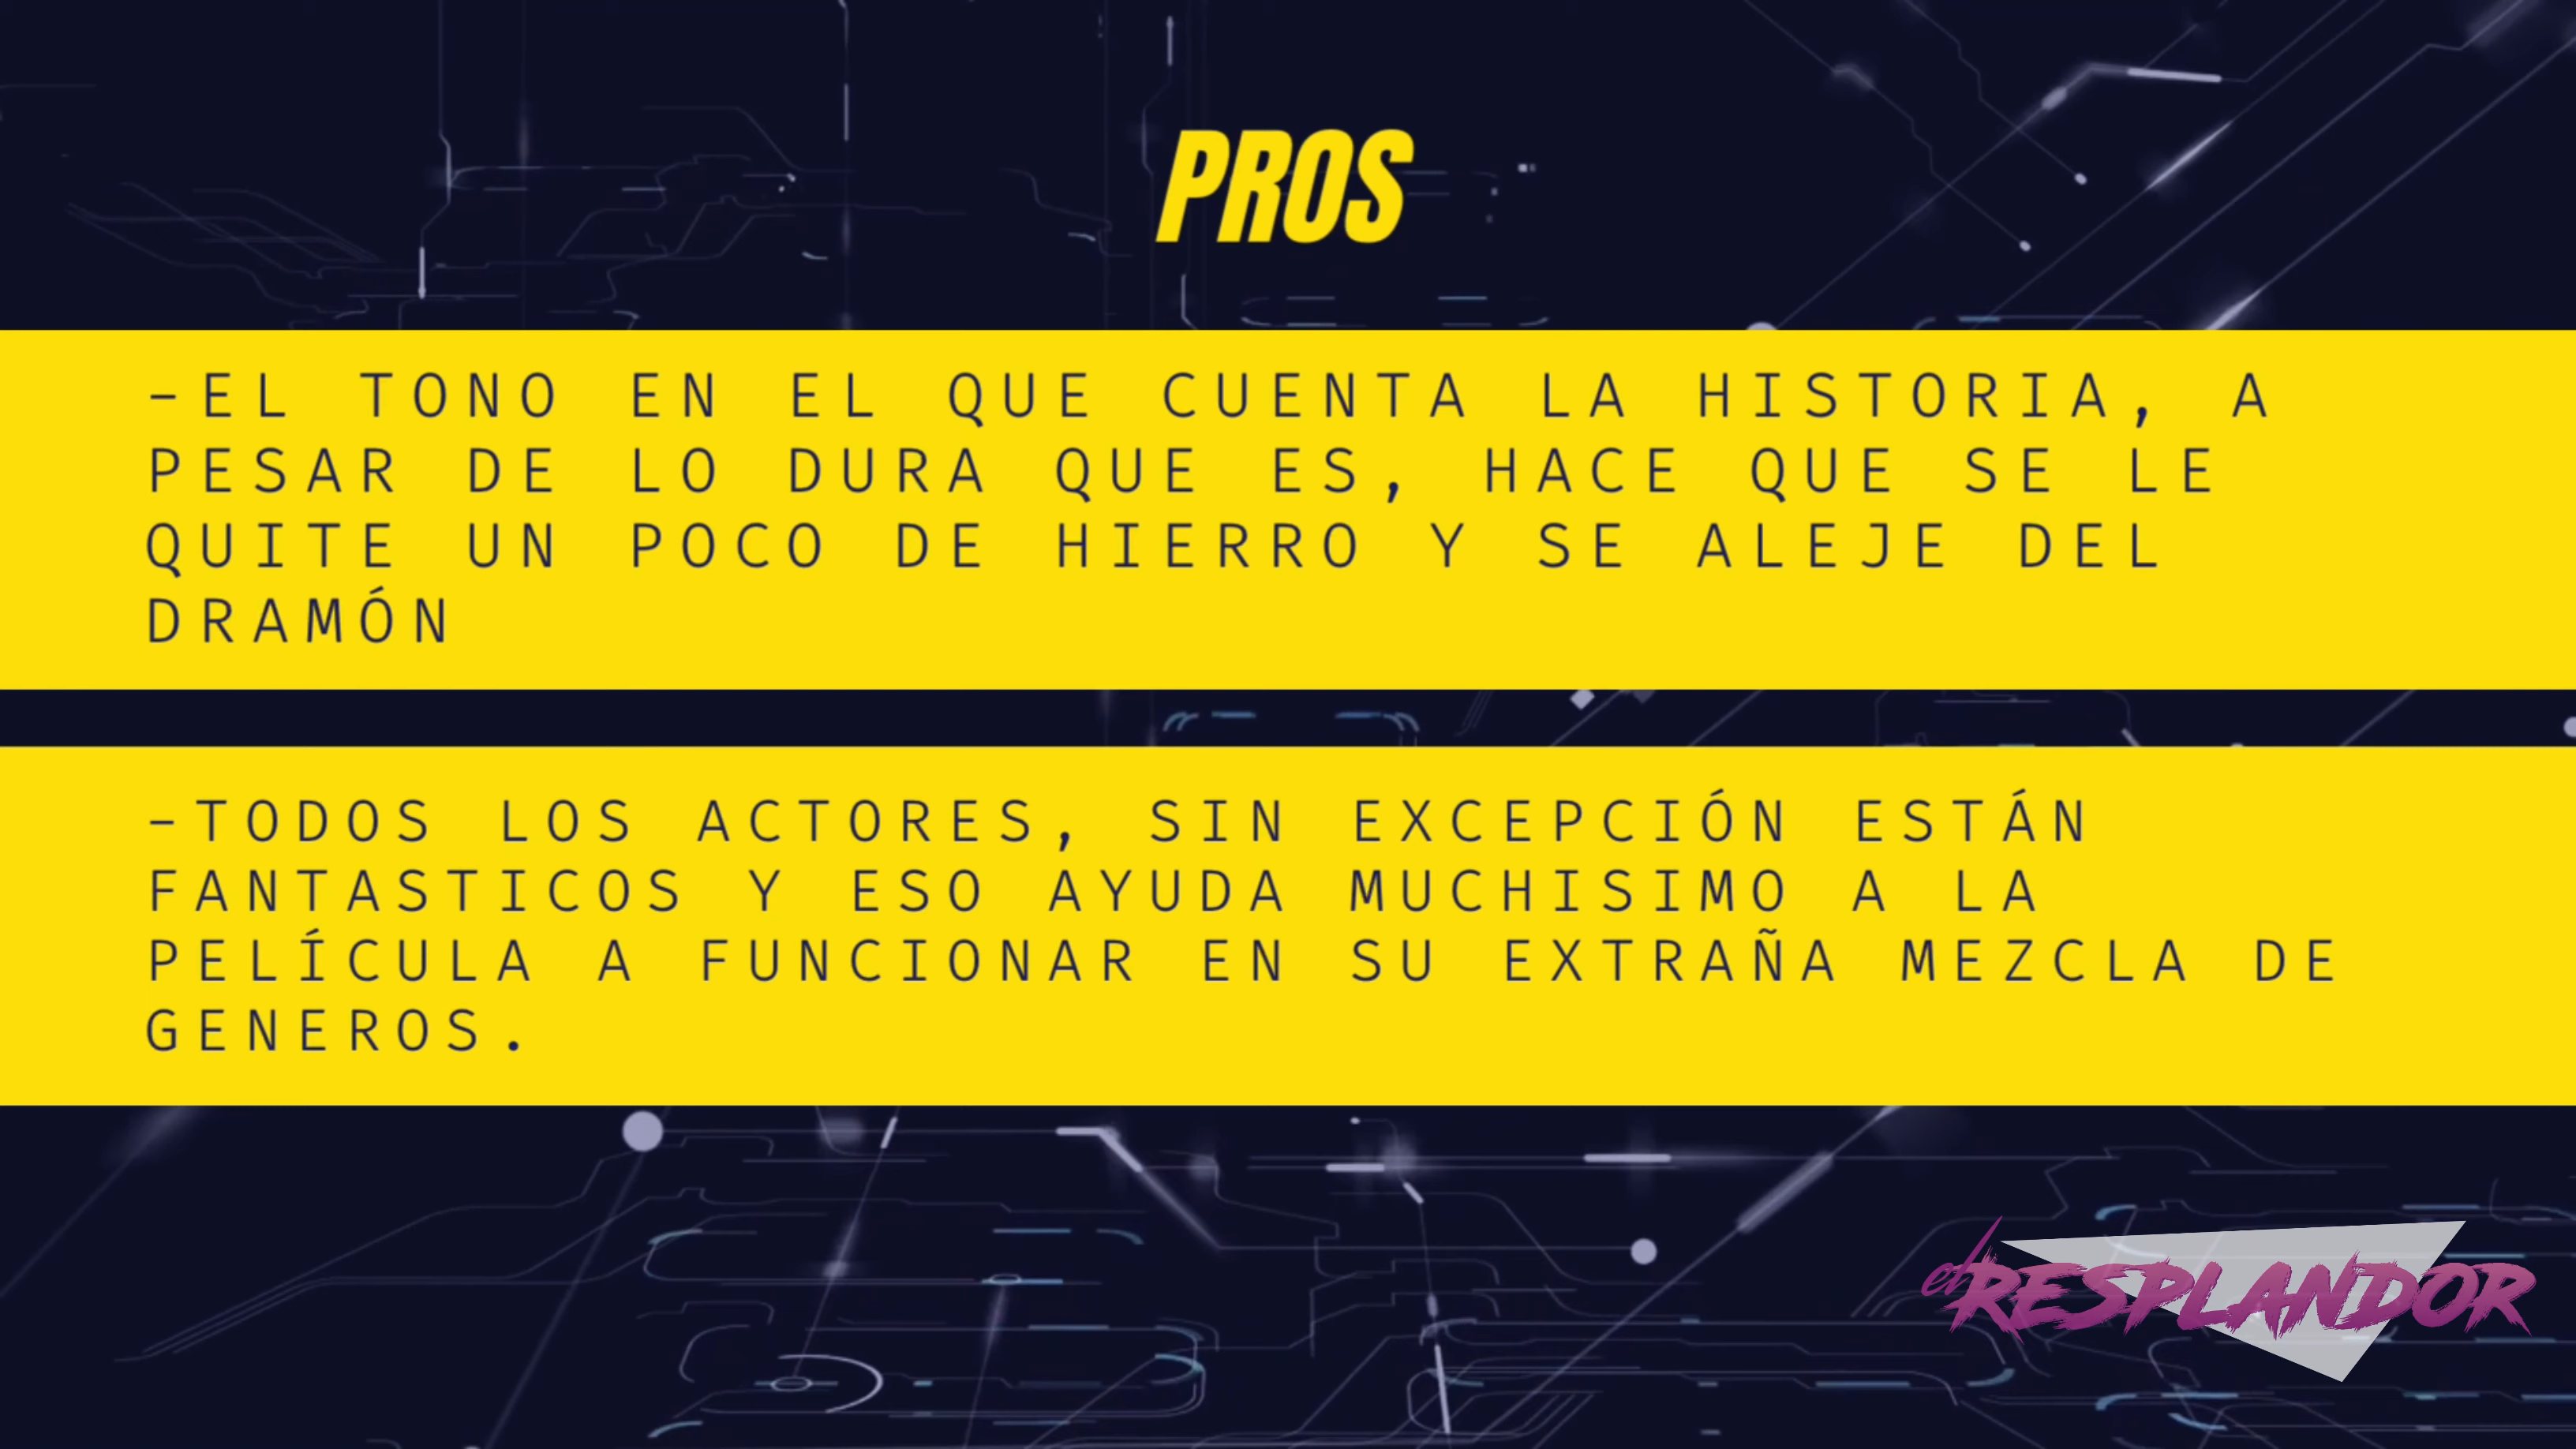 PROS
-EL TONO EN EL QUE CUENTA LA HISTORIA, A
PESAR DE LO DURA QUE ES, HACE QUE SE LE
QUITE UN POCO DE HIERRO Y SE ALEJE DEL
DRAMÓN
-TODOS LOS ACTORES, SIN EXCEPCIÓN ESTÁN
FANTASTICOS Y ESO AYUDA MUCHISIMO A LA
PELÍCULA A FUNCIONAR EN SU EXTRAÑA MEZCLA DE
GENEROS.
el RESPLANDOR